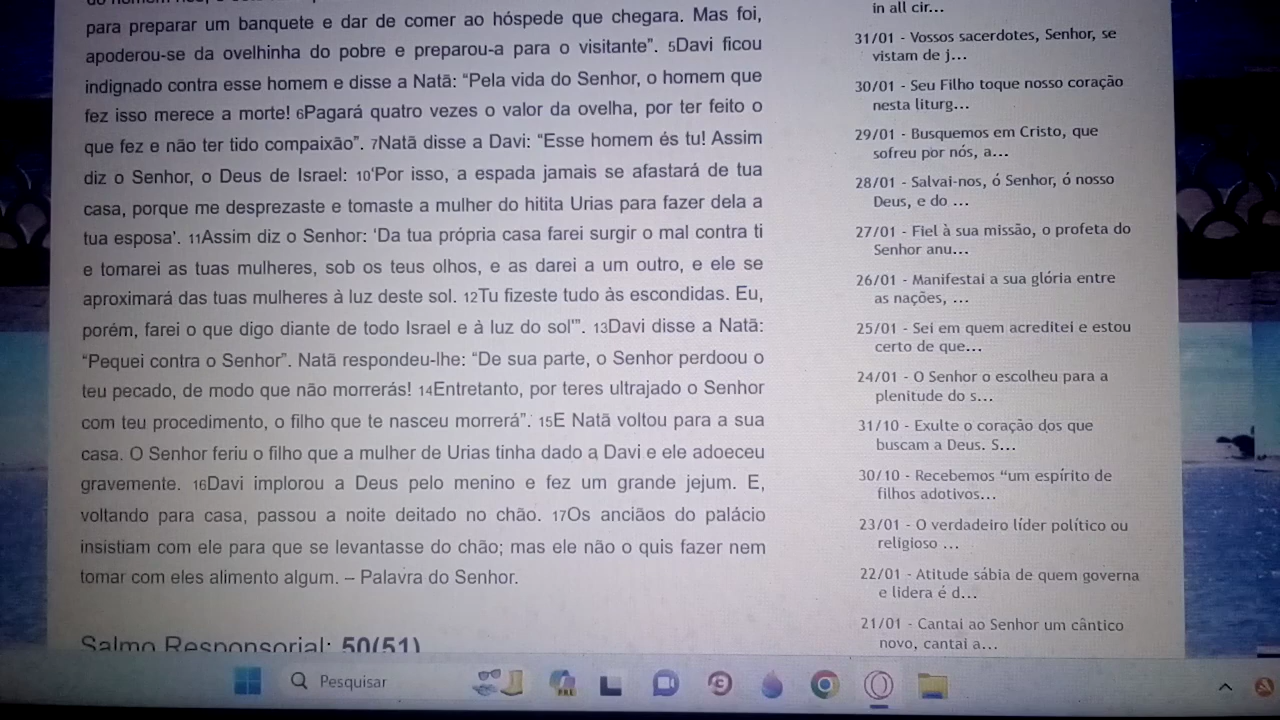 para preparar um banquete e dar de comer ao hóspede que chegara. Mas foi,
apoderou-se da ovelhinha do pobre e preparou-a para o visitante”. 5Davi ficou
indignado contra esse homem e disse a Natã: “Pela vida do Senhor, o homem que
fez isso merece a morte! 6Pagará quatro vezes o valor da ovelha, por ter feito o
que fez e não ter tido compaixão”. 7Natã disse a Davi: “Esse homem és tu! Assim
diz o Senhor, o Deus de Israel: 10‘Por isso, a espada jamais se afastará de tua
casa, porque me desprezaste e tomaste a mulher do hitita Urias para fazer dela a
tua esposa’. 11Assim diz o Senhor: ‘Da tua própria casa farei surgir o mal contra ti
e tomarei as tuas mulheres, sob os teus olhos, e as darei a um outro, e ele se
aproximará das tuas mulheres à luz deste sol. 12Tu fizeste tudo às escondidas. Eu,
porém, farei o que digo diante de todo Israel e à luz do sol’”. 13Davi disse a Natã:
“Pequei contra o Senhor”. Natã respondeu-lhe: “De sua parte, o Senhor perdoou o
teu pecado, de modo que não morrerás! 14Entretanto, por teres ultrajado o Senhor
com teu procedimento, o filho que te nasceu morrerá”. 15E Natã voltou para a sua
casa. O Senhor feriu o filho que a mulher de Urias tinha dado a Davi e ele adoeceu
gravemente. 16Davi implorou a Deus pelo menino e fez um grande jejum. E,
voltando para casa, passou a noite deitado no chão. 17Os anciãos do palácio
insistiam com ele para que se levantasse do chão; mas ele não o quis fazer nem
tomar com eles alimento algum. – Palavra do Senhor.
Salmo Responsorial: 50(51)
in all cir...
31/01 - Vossos sacerdotes, Senhor, se
vistam de j...
30/01 - Seu Filho toque nosso coração
nesta liturg...
29/01 - Busquemos em Cristo, que
sofreu por nós, a...
28/01 - Salvai-nos, ó Senhor, ó nosso
Deus, e do ...
27/01 - Fiel à sua missão, o profeta do
Senhor anu...
26/01 - Manifestai a sua glória entre
as nações, ...
25/01 - Sei em quem acreditei e estou
certo de que...
24/01 - O Senhor o escolheu para a
plenitude do s...
31/10 - Exulte o coração dos que
buscam a Deus. S...
30/10 - Recebemos “um espírito de
filhos adotivos...
23/01 - O verdadeiro líder político ou
religioso ...
22/01 - Atitude sábia de quem governa
e lidera é d...
21/01 - Cantai ao Senhor um cântico
novo, cantai a...
Pesquisar